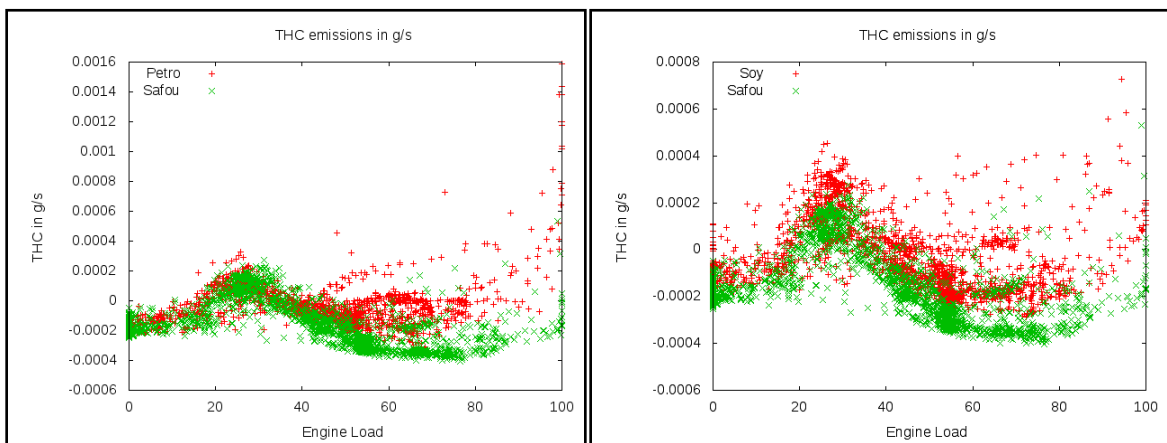 THC emissions in g/s
Petro
Safou
0.0016
0.0014
0.0012
0.001
0.0008
0.0006
0.0004
0.0002
0
-0.0002
-0.0004
-0.0006
THC in g/s
0 20 40 60 80 100
Engine Load
THC emissions in g/s
Soy
Safou
0.0008
0.0006
0.0004
0.0002
0
-0.0002
-0.0004
-0.0006
THC in g/s
0 20 40 60 80 100
Engine Load